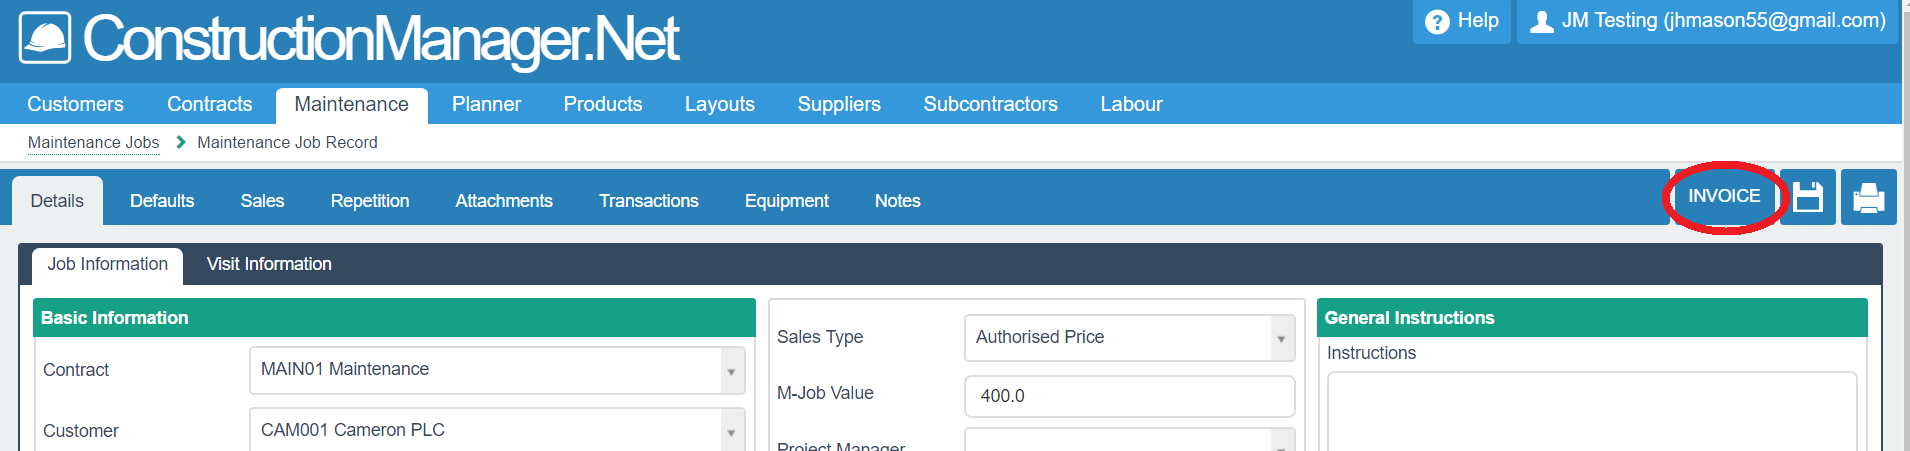 ConstructionManager.Net
? Help
JM Testing (jhmason55@gmail.com)
Customers Contracts Maintenance Planner Products Layouts Suppliers Subcontractors Labour
Maintenance Jobs Maintenance Job Record
Details Defaults Sales Repetition Attachments Transactions Equipment Notes INVOICE
Job Information Visit Information
Basic Information
Contract MAIN01 Maintenance
Customer CAM001 Cameron PLC
Sales Type Authorised Price
M-Job Value 400.0
Project Manager
General Instructions
Instructions